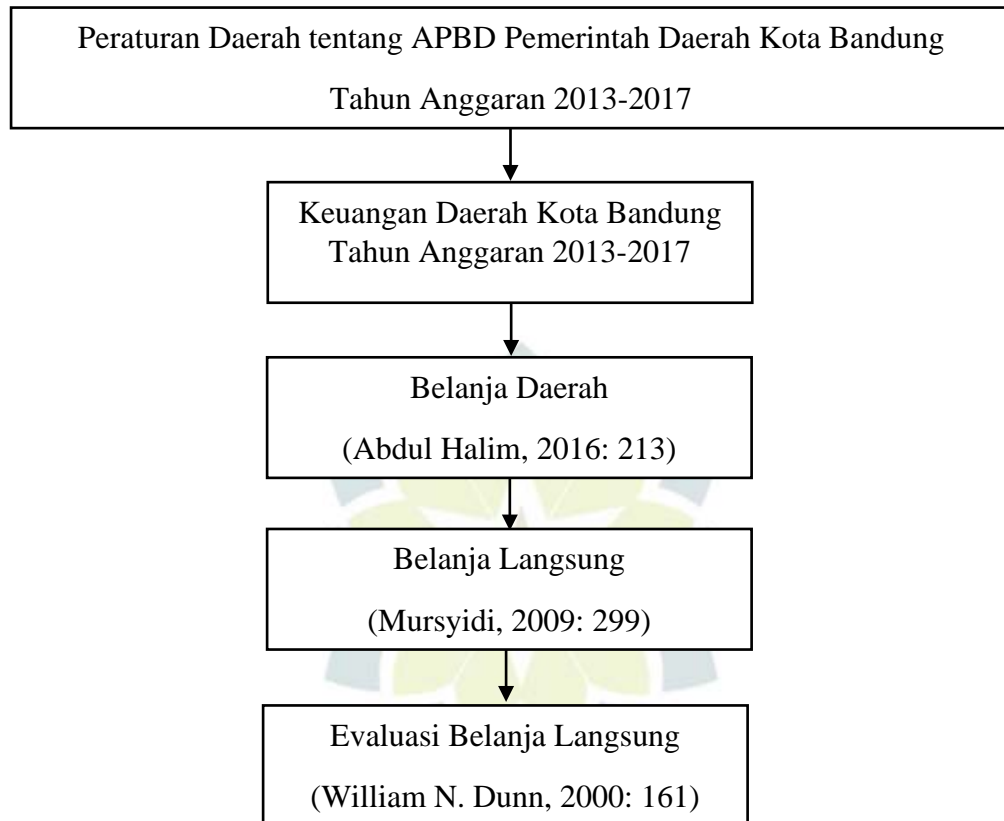 Peraturan Daerah tentang APBD Pemerintah Daerah Kota Bandung
Tahun Anggaran 2013-2017
Keuangan Daerah Kota Bandung
Tahun Anggaran 2013-2017
Belanja Daerah
(Abdul Halim, 2016: 213)
Belanja Langsung
(Mursyidi, 2009: 299)
Evaluasi Belanja Langsung
(William N. Dunn, 2000: 161)